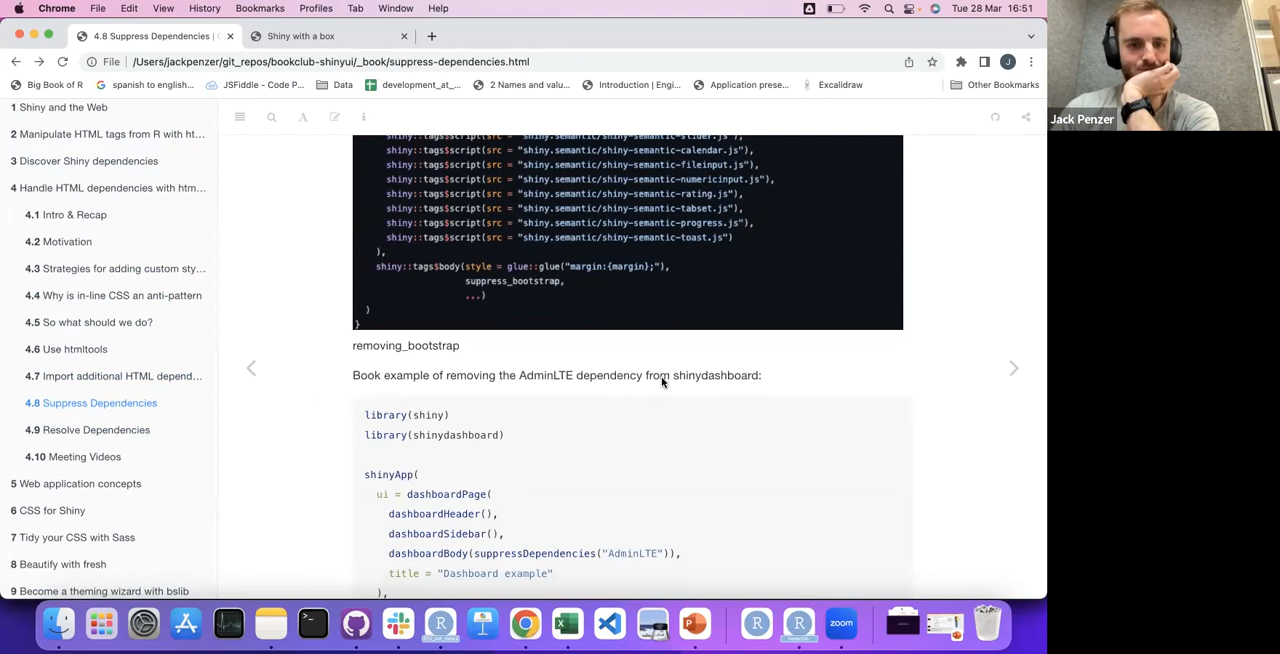 Chrome File Edit View History Bookmarks Profiles Tab Window Help Tue 28 Mar 16:51
4.8 Suppress Dependencies |
Shiny with a box
File /Users/jackpenzer/git_repos/bookclub-shinyui/_book/suppress-dependencies.html
Big Book of R
spanish to english...
JSFiddle - Code P...
Data
development_at_...
2 Names and valu...
Introduction | Engi...
Application prese...
Excalidraw
Other Bookmarks
Jack Penzer
1 Shiny and the Web
2 Manipulate HTML tags from R with ht...
3 Discover Shiny dependencies
4 Handle HTML dependencies with htm...
4.1 Intro & Recap
4.2 Motivation
4.3 Strategies for adding custom sty...
4.4 Why is in-line CSS an anti-pattern
4.5 So what should we do?
4.6 Use htmltools
4.7 Import additional HTML depend...
4.8 Suppress Dependencies
4.9 Resolve Dependencies
4.10 Meeting Videos
5 Web application concepts
6 CSS for Shiny
7 Tidy your CSS with Sass
8 Beautify with fresh
9 Become a theming wizard with bslib
shiny::tags$script(src = "shiny.semantic/shiny-semantic-slider.js"),
shiny::tags$script(src = "shiny.semantic/shiny-semantic-calendar.js"),
shiny::tags$script(src = "shiny.semantic/shiny-semantic-fileinput.js"),
shiny::tags$script(src = "shiny.semantic/shiny-semantic-numericinput.js"),
shiny::tags$script(src = "shiny.semantic/shiny-semantic-rating.js"),
shiny::tags$script(src = "shiny.semantic/shiny-semantic-tabset.js"),
shiny::tags$script(src = "shiny.semantic/shiny-semantic-progress.js"),
shiny::tags$script(src = "shiny.semantic/shiny-semantic-toast.js")
),
shiny::tags$body(style = glue::glue("margin:{margin};"),
suppress_bootstrap,
...)
)
}
removing_bootstrap
Book example of removing the AdminLTE dependency from shinydashboard:
library(shiny)
library(shinydashboard)
shinyApp(
ui = dashboardPage(
dashboardHeader(),
dashboardSidebar(),
dashboardBody(suppressDependencies("AdminLTE")),
title = "Dashboard example"
),
zoom